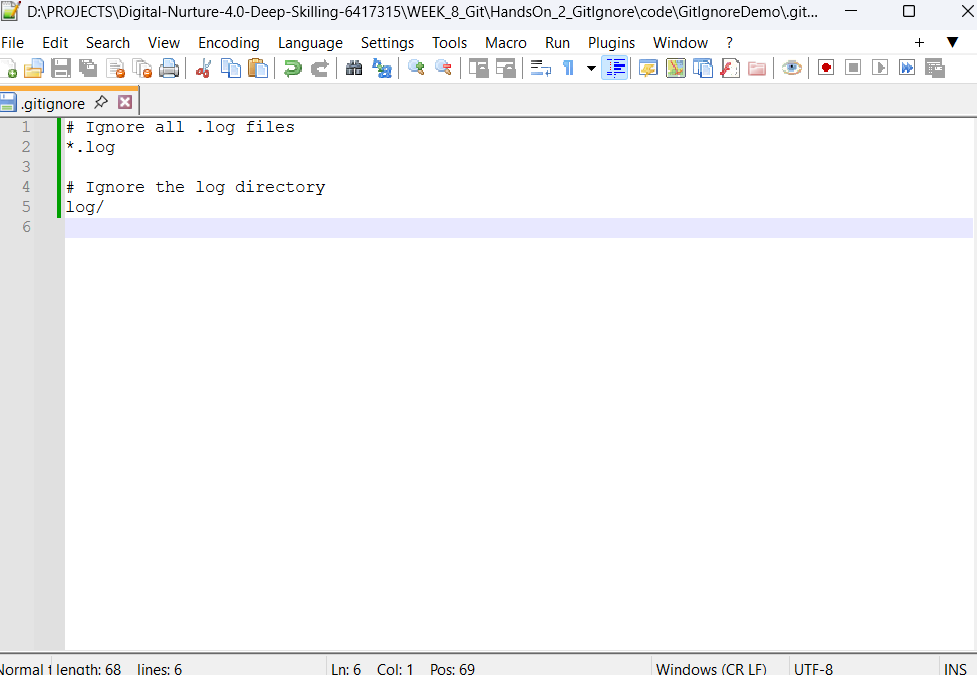 D:\PROJECTS\Digital-Nurture-4.0-Deep-Skilling-6417315\WEEK_8_Git\HandsOn_2_GitIgnore\code\GitIgnoreDemo\.git...
File Edit Search View Encoding Language Settings Tools Macro Run Plugins Window ? + ▼
.gitignore
1 # Ignore all .log files
2 *.log
3
4 # Ignore the log directory
5 log/
6
Normal t length: 68 lines: 6 Ln: 6 Col: 1 Pos: 69 Windows (CR LF) UTF-8 INS